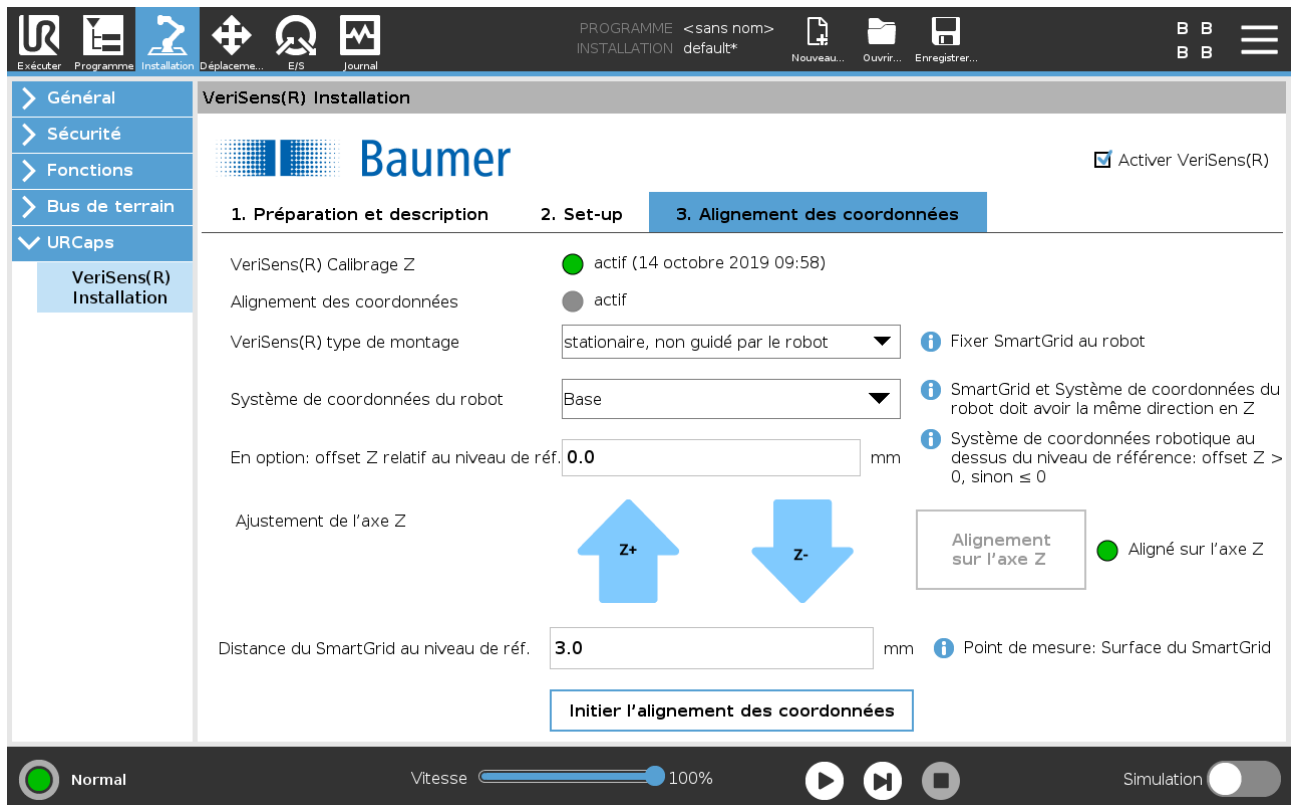 UR
PROGRAMME <sans nom>
INSTALLATION default*
Exécuter
Programme
Installation
Déplaceme...
E/S
Journal
Nouveau...
Ouvrir...
Enregistrer...
B B
B B
Général
Sécurité
Fonctions
Bus de terrain
URCaps
VeriSens(R)
Installation
VeriSens(R) Installation
Baumer
Activer VeriSens(R)
1. Préparation et description
2. Set-up
3. Alignement des coordonnées
VeriSens(R) Calibrage Z
actif (14 octobre 2019 09:58)
Alignement des coordonnées
actif
VeriSens(R) type de montage
stationaire, non guidé par le robot
Fixer SmartGrid au robot
Système de coordonnées du robot
Base
SmartGrid et Système de coordonnées du
robot doit avoir la même direction en Z
En option: offset Z relatif au niveau de réf.
0.0
mm
Système de coordonnées robotique au
dessus du niveau de référence: offset Z >
0, sinon ≤ 0
Ajustement de l'axe Z
Z+
Z-
Alignement
sur l'axe Z
Aligné sur l'axe Z
Distance du SmartGrid au niveau de réf.
3.0
mm
Point de mesure: Surface du SmartGrid
Initier l'alignement des coordonnées
Normal
Vitesse
100%
Simulation